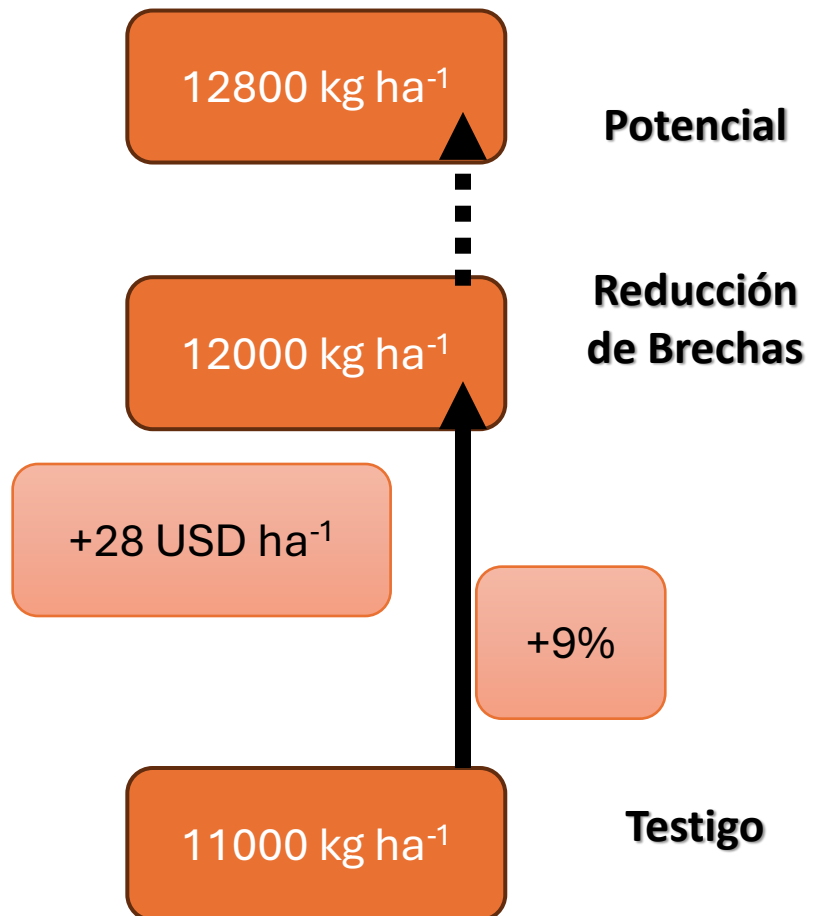 12800 kg ha⁻¹
Potencial
12000 kg ha⁻¹
Reducción
de Brechas
+28 USD ha⁻¹
+9%
11000 kg ha⁻¹
Testigo